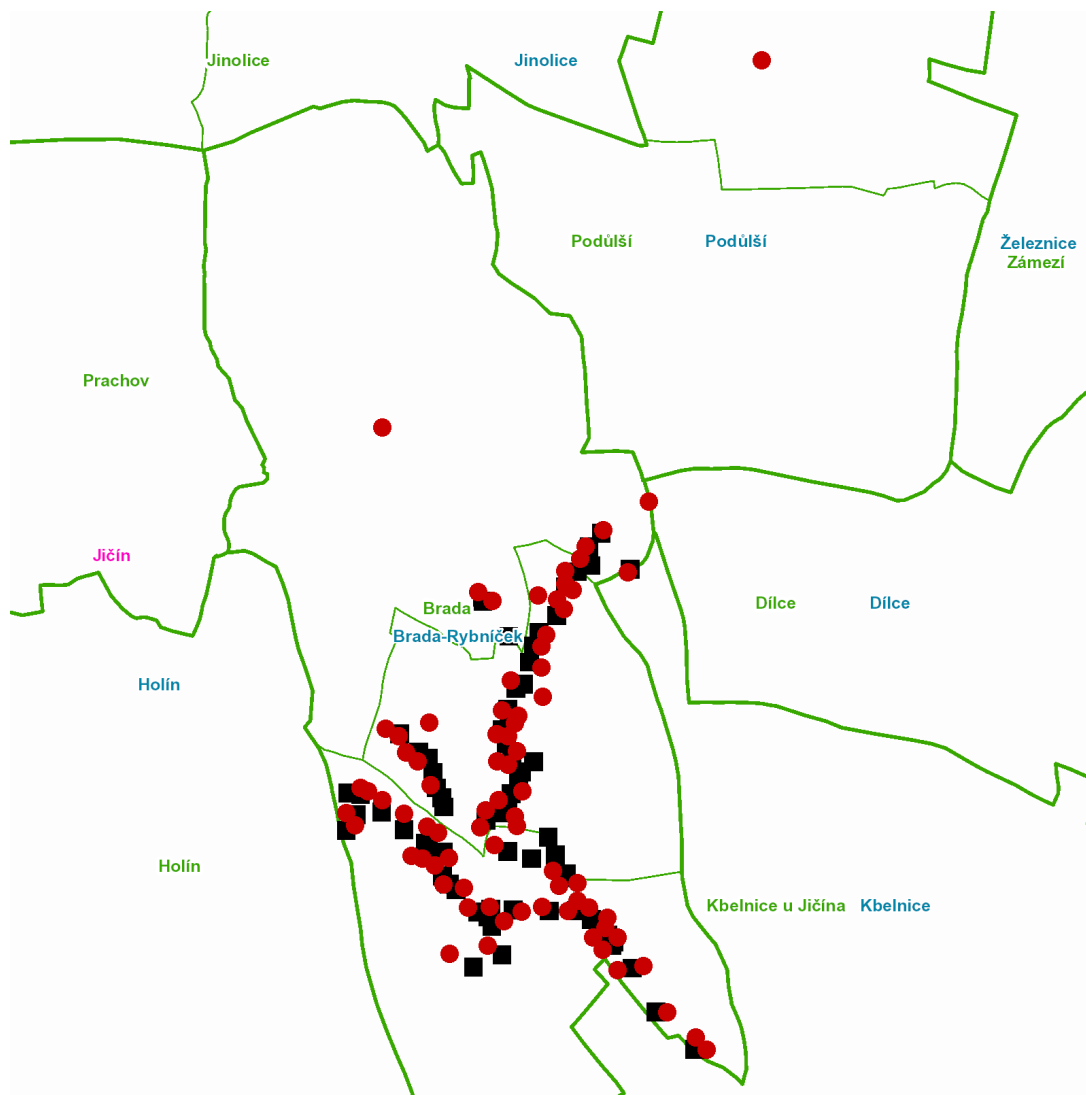 Jinolice
Jinolice
Podůlší
Podůlší
Železnice
Zámezí
Prachov
Jičín
Brada
Dílce
Dílce
Brada-Rybníček
Holín
Holín
Kbelnice u Jičína
Kbelnice